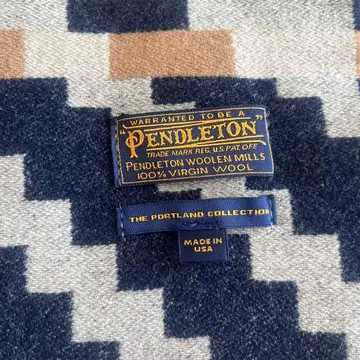 "WARRANTED TO BE A
PENDLETON"
TRADE MARK REG. U.S. PAT. OFF.
PENDLETON WOOLEN MILLS
100% VIRGIN WOOL
THE PORTLAND COLLECTION
MADE IN
USA